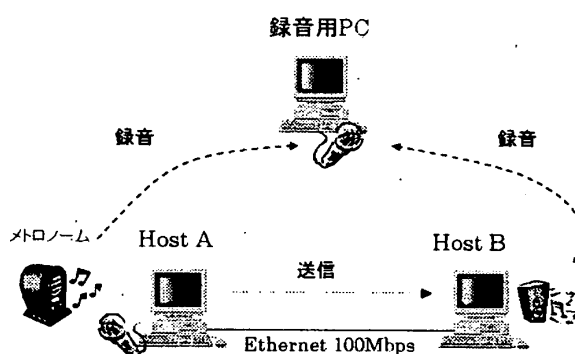 録音用PC
録音
録音
メトロノーム
Host A
Host B
送信
Ethernet 100Mbps